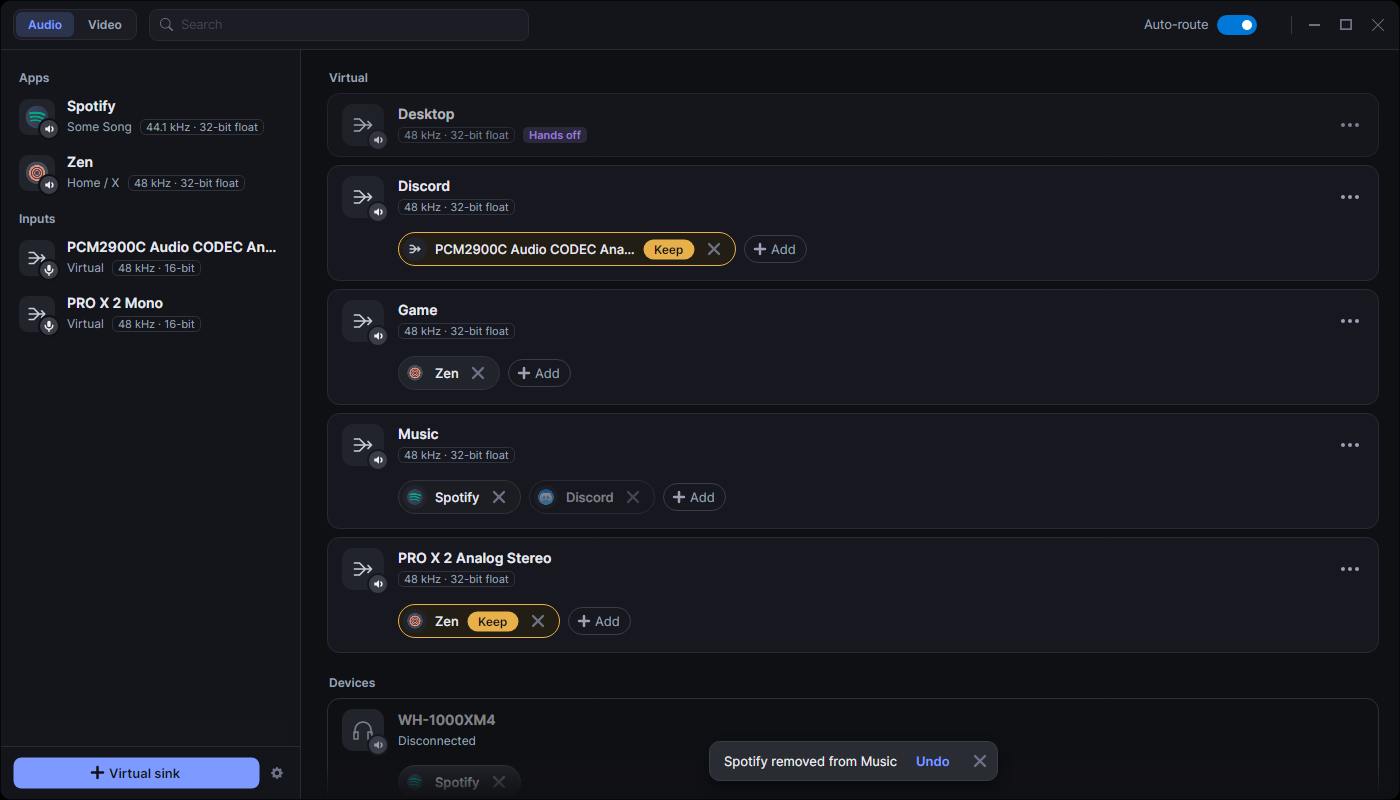 Audio Video Search Auto-route
Apps
Spotify
Some Song 44.1 kHz · 32-bit float
Zen
Home / X 48 kHz · 32-bit float
Inputs
PCM2900C Audio CODEC An...
Virtual 48 kHz · 16-bit
PRO X 2 Mono
Virtual 48 kHz · 16-bit
Virtual sink
Virtual
Desktop
48 kHz · 32-bit float Hands off
Discord
48 kHz · 32-bit float
PCM2900C Audio CODEC Ana... Keep Add
Game
48 kHz · 32-bit float
Zen Add
Music
48 kHz · 32-bit float
Spotify Discord Add
PRO X 2 Analog Stereo
48 kHz · 32-bit float
Zen Keep Add
Devices
WH-1000XM4
Disconnected
Spotify
Spotify removed from Music Undo